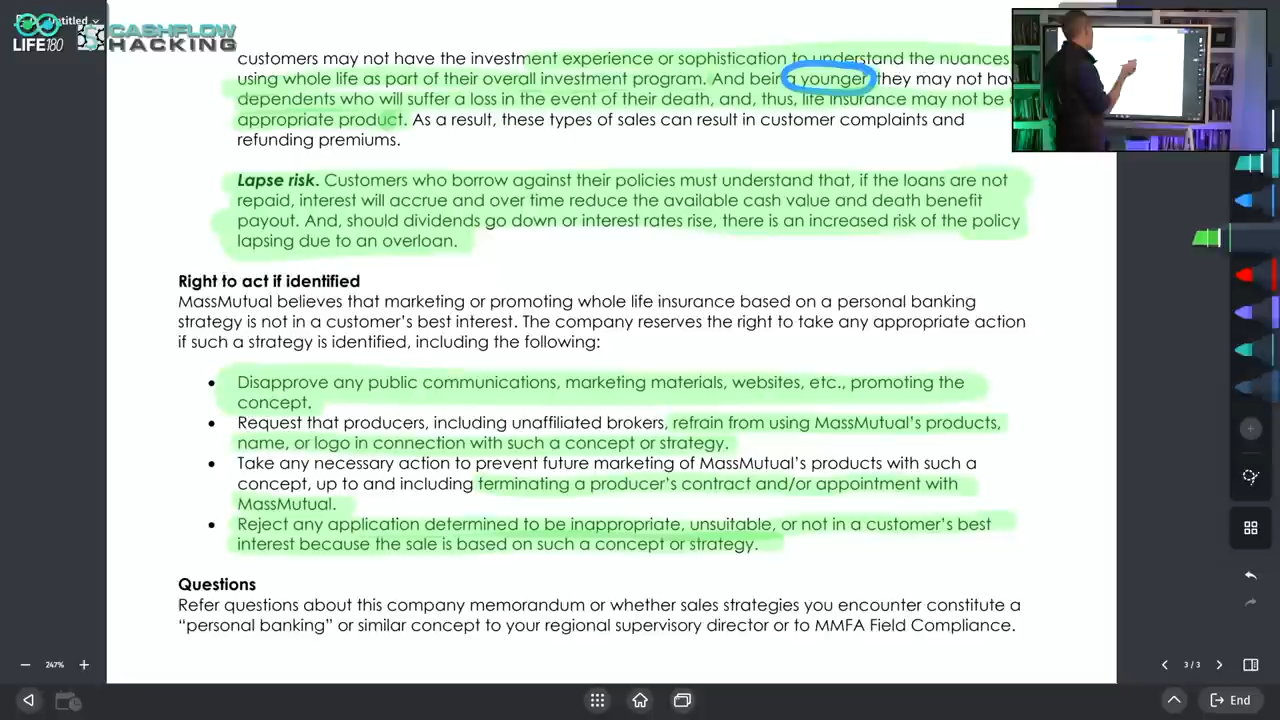 Untitled
LIFE180
CASHFLOW
HACKING
customers may not have the investment experience or sophistication to understand the nuances
using whole life as part of their overall investment program. And being younger they may not hav
dependents who will suffer a loss in the event of their death, and, thus, life insurance may not be
appropriate product. As a result, these types of sales can result in customer complaints and
refunding premiums.
Lapse risk. Customers who borrow against their policies must understand that, if the loans are not
repaid, interest will accrue and over time reduce the available cash value and death benefit
payout. And, should dividends go down or interest rates rise, there is an increased risk of the policy
lapsing due to an overloan.
Right to act if identified
MassMutual believes that marketing or promoting whole life insurance based on a personal banking
strategy is not in a customer’s best interest. The company reserves the right to take any appropriate action
if such a strategy is identified, including the following:
• Disapprove any public communications, marketing materials, websites, etc., promoting the
concept.
• Request that producers, including unaffiliated brokers, refrain from using MassMutual’s products,
name, or logo in connection with such a concept or strategy.
• Take any necessary action to prevent future marketing of MassMutual’s products with such a
concept, up to and including terminating a producer’s contract and/or appointment with
MassMutual.
• Reject any application determined to be inappropriate, unsuitable, or not in a customer’s best
interest because the sale is based on such a concept or strategy.
Questions
Refer questions about this company memorandum or whether sales strategies you encounter constitute a
“personal banking” or similar concept to your regional supervisory director or to MMFA Field Compliance.
247%
3/3
End